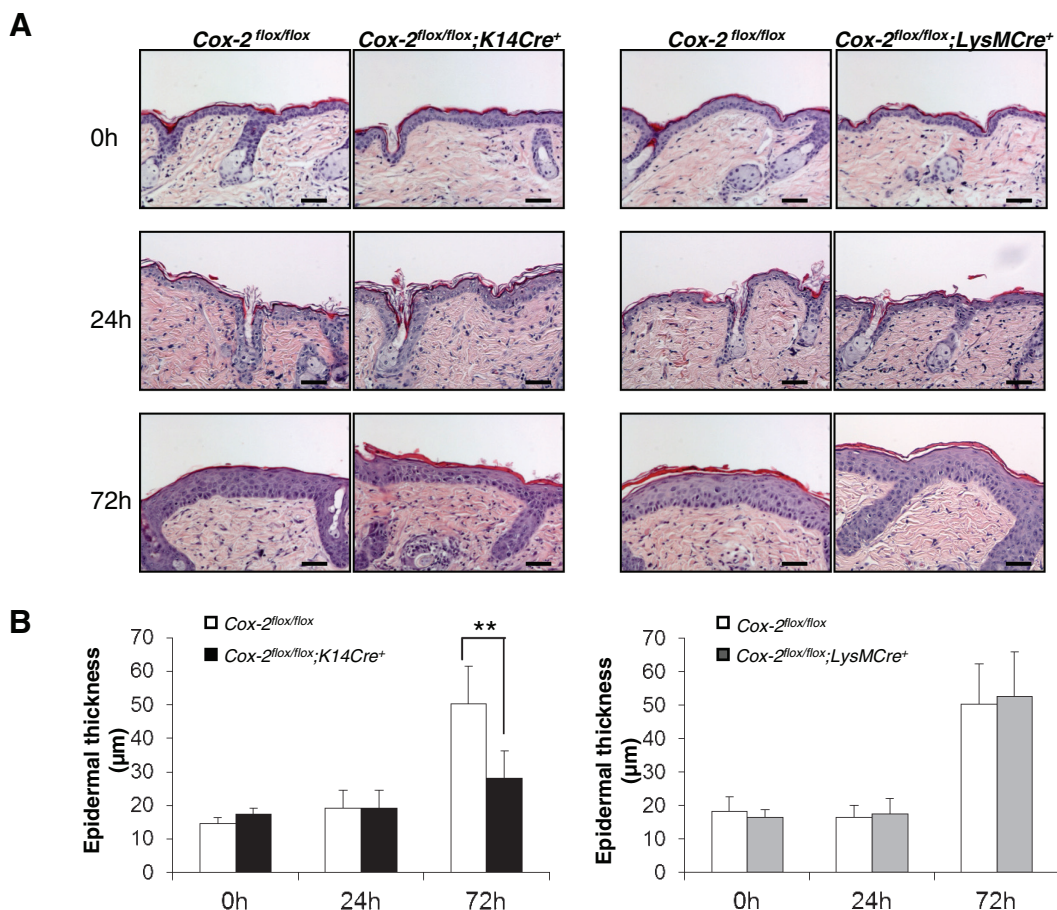 A
Cox-2 flox/flox
Cox-2flox/flox;K14Cre+
Cox-2 flox/flox
Cox-2flox/flox;LysMCre+
0h
24h
72h
B
Cox-2flox/flox
Cox-2flox/flox;K14Cre+
**
Epidermal thickness
(μm)
70
60
50
40
30
20
10
0
0h 24h 72h
Cox-2flox/flox
Cox-2flox/flox;LysMCre+
Epidermal thickness
(μm)
70
60
50
40
30
20
10
0
0h 24h 72h